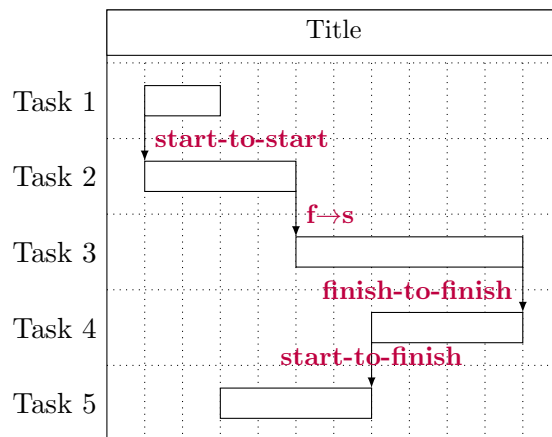 Title
Task 1
start-to-start
Task 2
f→s
Task 3
finish-to-finish
Task 4
start-to-finish
Task 5